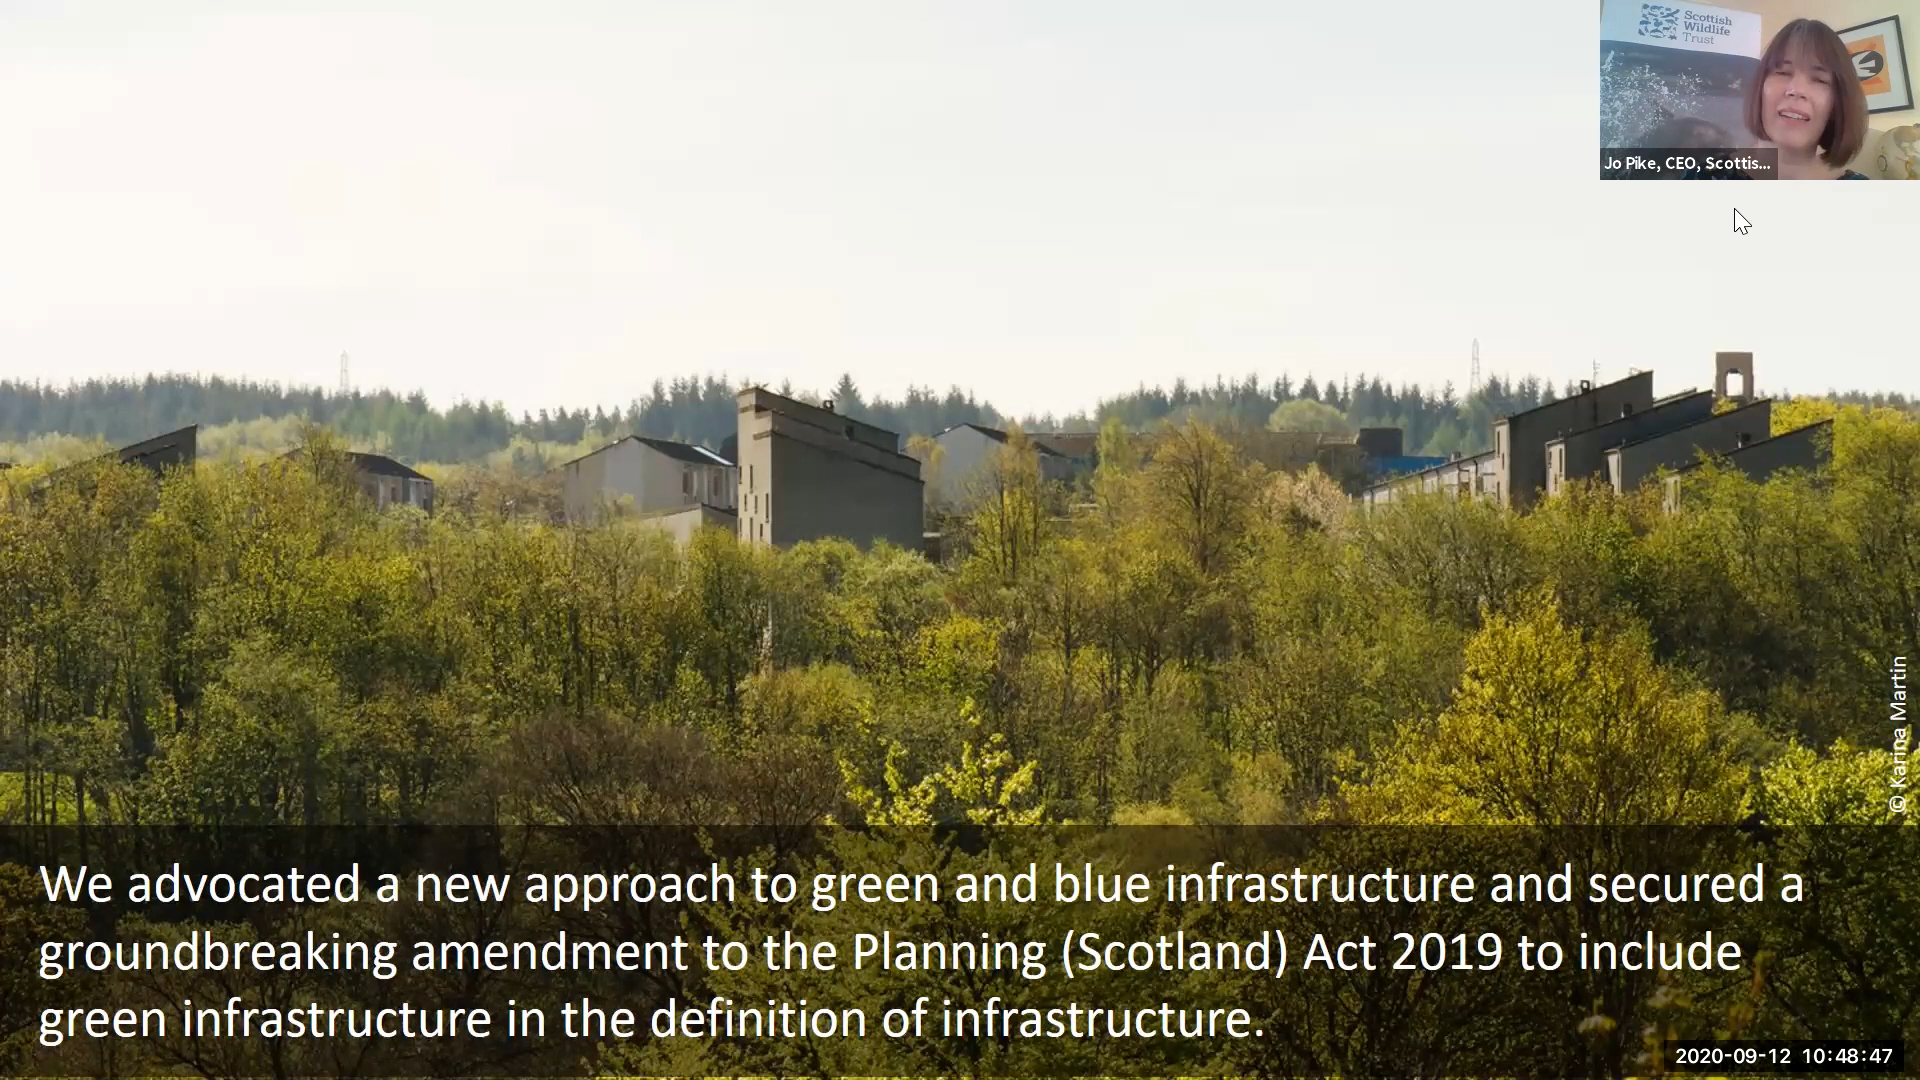 Scottish
Wildlife
Trust
Jo Pike, CEO, Scottis...
© Karina Martin
We advocated a new approach to green and blue infrastructure and secured a
groundbreaking amendment to the Planning (Scotland) Act 2019 to include
green infrastructure in the definition of infrastructure.
2020-09-12 10:48:47